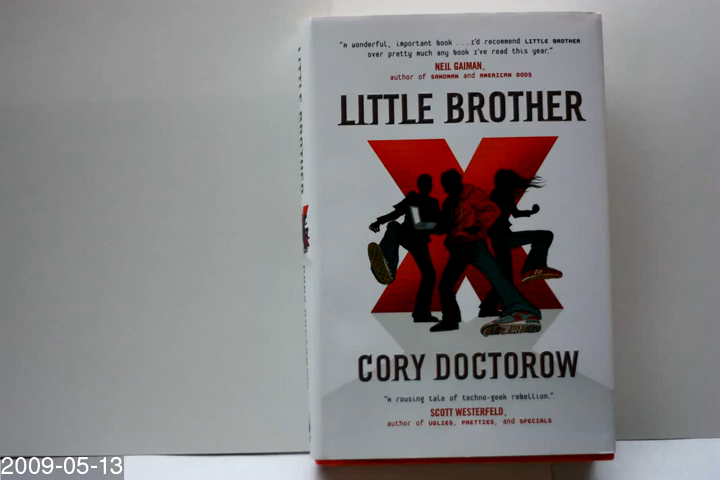 "A wonderful, important book . . . I'd recommend LITTLE BROTHER
over pretty much any book I've read this year."
NEIL GAIMAN,
author of SANDMAN and AMERICAN GODS
LITTLE BROTHER
X
CORY DOCTOROW
"A rousing tale of techno-geek rebellion."
SCOTT WESTERFELD,
author of UGLIES, PRETTIES, and SPECIALS
LITTLE BROTHER
2009-05-13